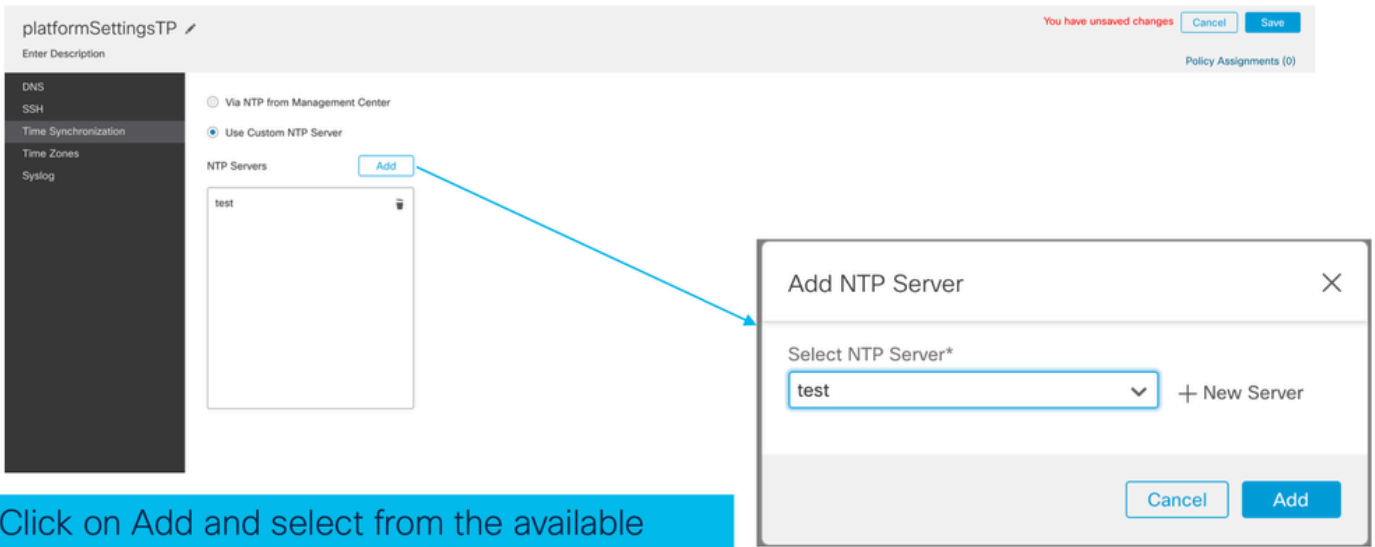 platformSettingsTP
You have unsaved changes Cancel Save
Enter Description
Policy Assignments (0)
DNS
SSH
Time Synchronization
Time Zones
Syslog
Via NTP from Management Center
Use Custom NTP Server
NTP Servers Add
test
Add NTP Server
Select NTP Server*
test
+ New Server
Cancel Add
Click on Add and select from the available